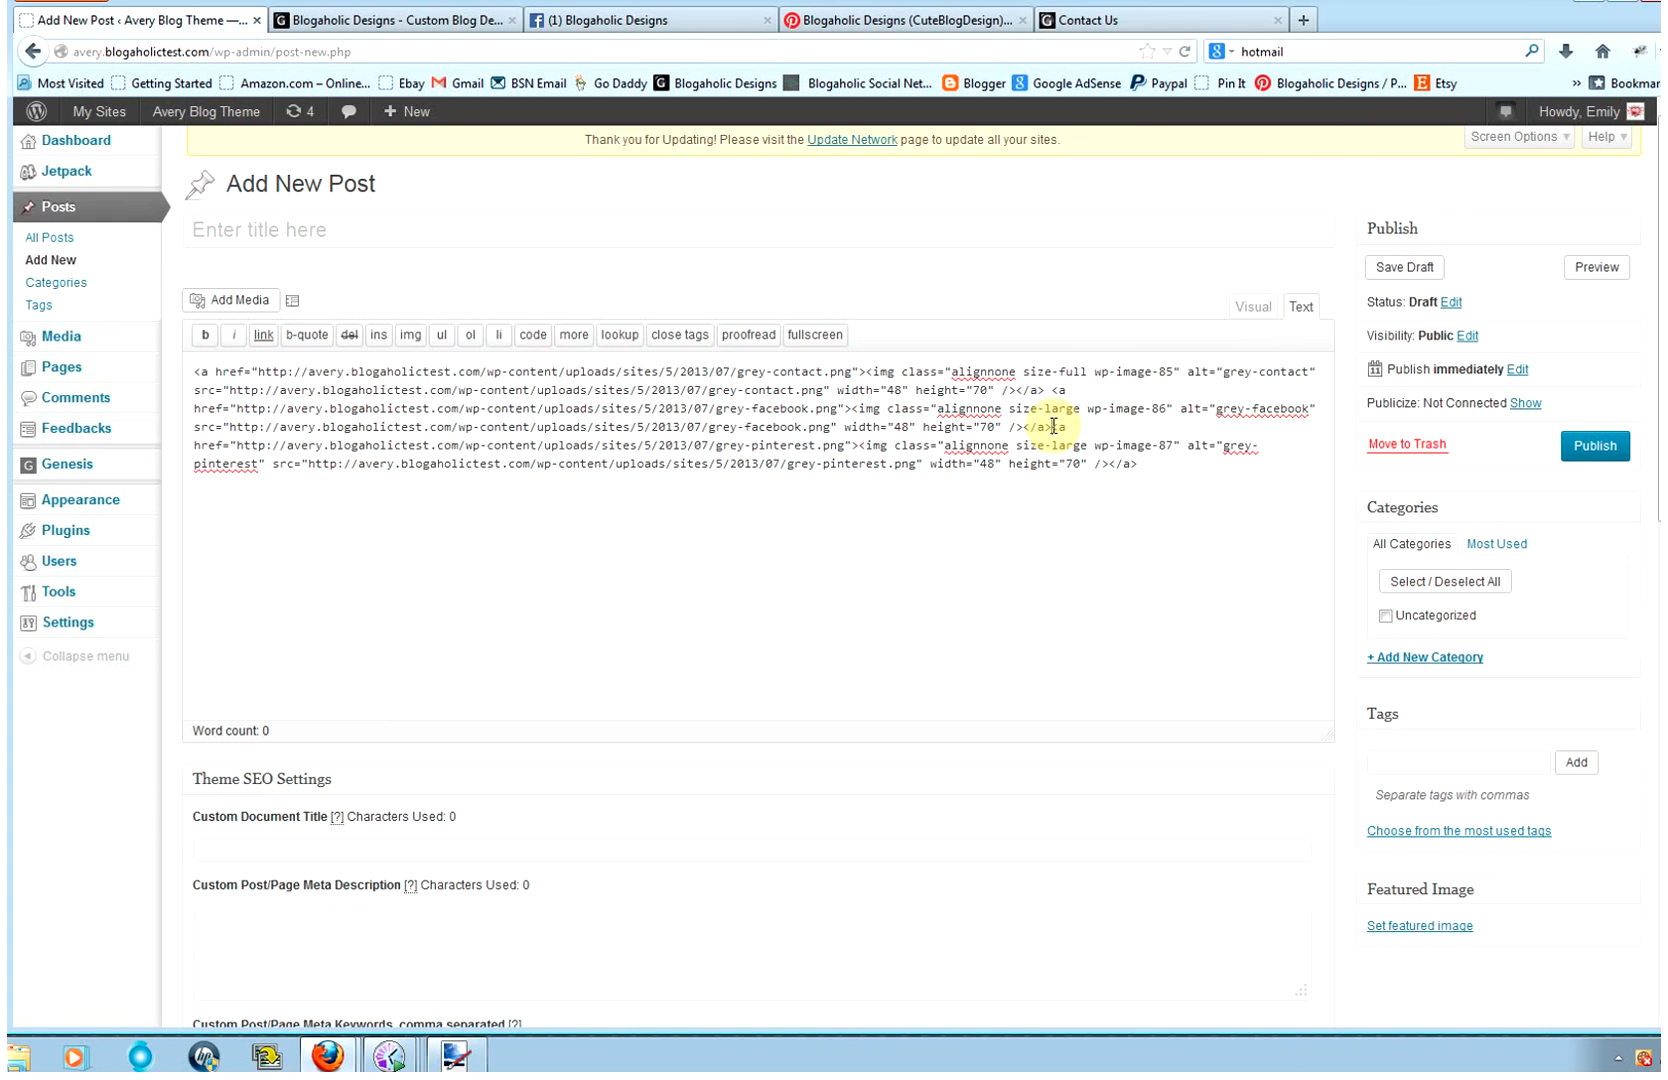 Add New Post ‹ Avery Blog Theme —...
Blogaholic Designs - Custom Blog De...
(1) Blogaholic Designs
Blogaholic Designs (CuteBlogDesign)...
Contact Us
avery.blogaholictest.com/wp-admin/post-new.php
hotmail
Most Visited
Getting Started
Amazon.com – Online...
Ebay
Gmail
BSN Email
Go Daddy
Blogaholic Designs
Blogaholic Social Net...
Blogger
Google AdSense
Paypal
Pin It
Blogaholic Designs / P...
Etsy
»
My Sites
Avery Blog Theme
4
+ New
Howdy, Emily
Thank you for Updating! Please visit the Update Network page to update all your sites.
Screen Options
Help
Dashboard
Jetpack
Posts
All Posts
Add New
Categories
Tags
Media
Pages
Comments
Feedbacks
Genesis
Appearance
Plugins
Users
Tools
Settings
Collapse menu
Add New Post
Enter title here
Add Media
Visual
Text
b
i
link
b-quote
del
ins
img
ul
ol
li
code
more
lookup
close tags
proofread
fullscreen
<a href="http://avery.blogaholictest.com/wp-content/uploads/sites/5/2013/07/grey-contact.png"><img class="alignnone size-full wp-image-85" alt="grey-contact"
src="http://avery.blogaholictest.com/wp-content/uploads/sites/5/2013/07/grey-contact.png" width="48" height="70" /></a> <a
href="http://avery.blogaholictest.com/wp-content/uploads/sites/5/2013/07/grey-facebook.png"><img class="alignnone size-large wp-image-86" alt="grey-facebook"
src="http://avery.blogaholictest.com/wp-content/uploads/sites/5/2013/07/grey-facebook.png" width="48" height="70" /></a><a
href="http://avery.blogaholictest.com/wp-content/uploads/sites/5/2013/07/grey-pinterest.png"><img class="alignnone size-large wp-image-87" alt="grey-
pinterest" src="http://avery.blogaholictest.com/wp-content/uploads/sites/5/2013/07/grey-pinterest.png" width="48" height="70" /></a>
Word count: 0
Theme SEO Settings
Custom Document Title [?] Characters Used: 0
Custom Post/Page Meta Description [?] Characters Used: 0
Custom Post/Page Meta Keywords, comma separated [?]
Publish
Save Draft
Preview
Status: Draft Edit
Visibility: Public Edit
Publish immediately Edit
Publicize: Not Connected Show
Move to Trash
Publish
Categories
All Categories
Most Used
Select / Deselect All
Uncategorized
+ Add New Category
Tags
Add
Separate tags with commas
Choose from the most used tags
Featured Image
Set featured image